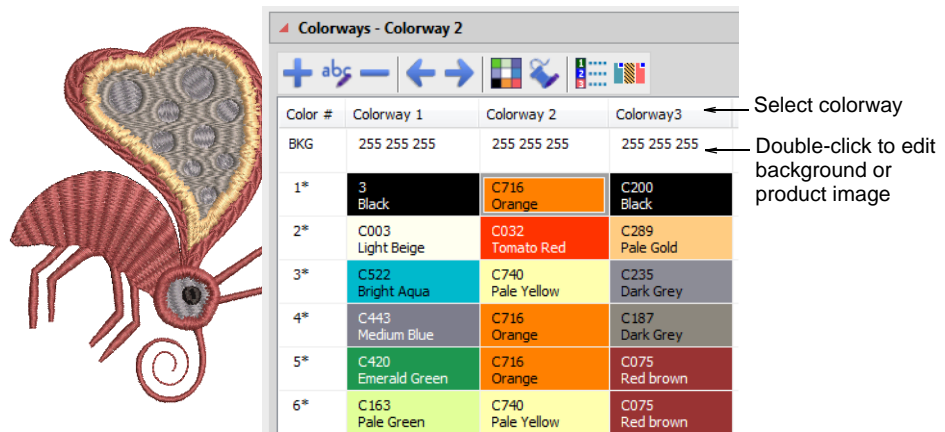 Colorways - Colorway 2
abc
1
2
3
Color # Colorway 1 Colorway 2 Colorway3
Select colorway
BKG 255 255 255 255 255 255 255 255 255
Double-click to edit
background or
product image
1* 3 C716 C200
Black Orange Black
2* C003 C032 C289
Light Beige Tomato Red Pale Gold
3* C522 C740 C235
Bright Aqua Pale Yellow Dark Grey
4* C443 C716 C187
Medium Blue Orange Dark Grey
5* C420 C716 C075
Emerald Green Orange Red brown
6* C163 C740 C075
Pale Green Pale Yellow Red brown